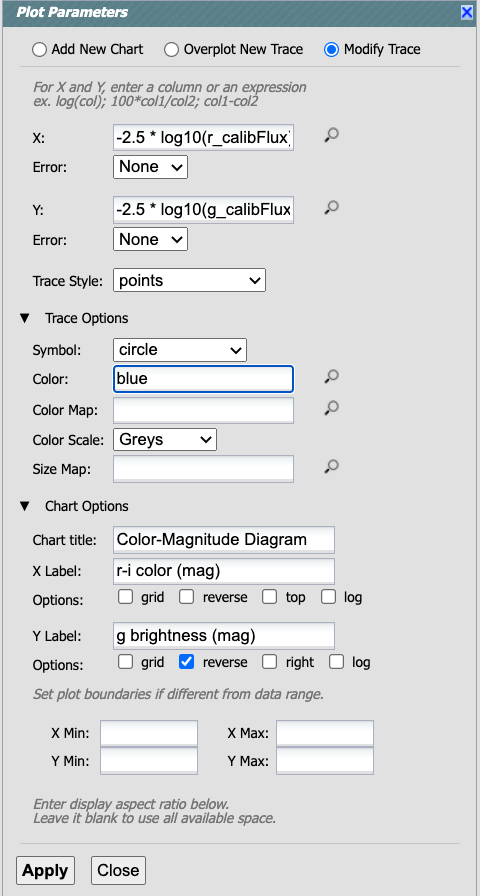 Plot Parameters
Add New Chart Overplot New Trace Modify Trace
For X and Y, enter a column or an expression
ex. log(col); 100*col1/col2; col1-col2
X: -2.5 * log10(r_calibFlux)
Error: None
Y: -2.5 * log10(g_calibFlux
Error: None
Trace Style: points
Trace Options
Symbol: circle
Color: blue
Color Map:
Color Scale: Greys
Size Map:
Chart Options
Chart title: Color-Magnitude Diagram
X Label: r-i color (mag)
Options: grid reverse top log
Y Label: g brightness (mag)
Options: grid reverse right log
Set plot boundaries if different from data range.
X Min: X Max:
Y Min: Y Max:
Enter display aspect ratio below.
Leave it blank to use all available space.
Apply Close